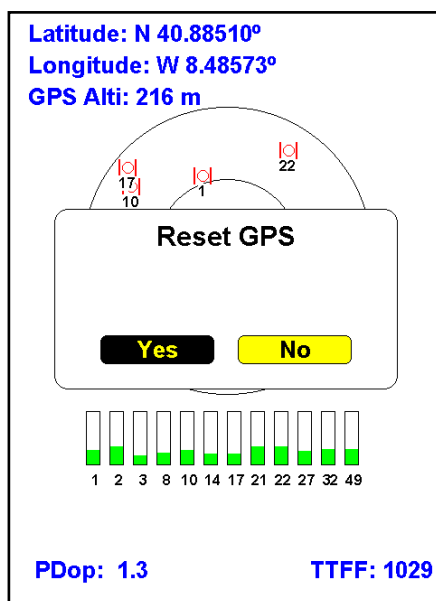 Latitude: N 40.88510º
Longitude: W 8.48573º
GPS Alti: 216 m
22
17
1
10
Reset GPS
Yes No
1 2 3 8 10 14 17 21 22 27 32 49
PDop: 1.3 TTFF: 1029